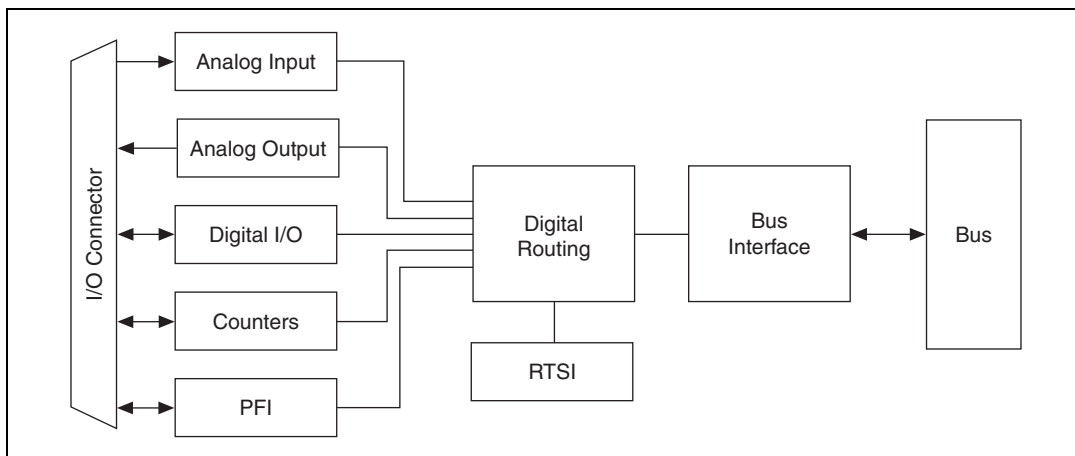 I/O Connector
Analog Input
Analog Output
Digital I/O
Counters
PFI
Digital
Routing
RTSI
Bus
Interface
Bus